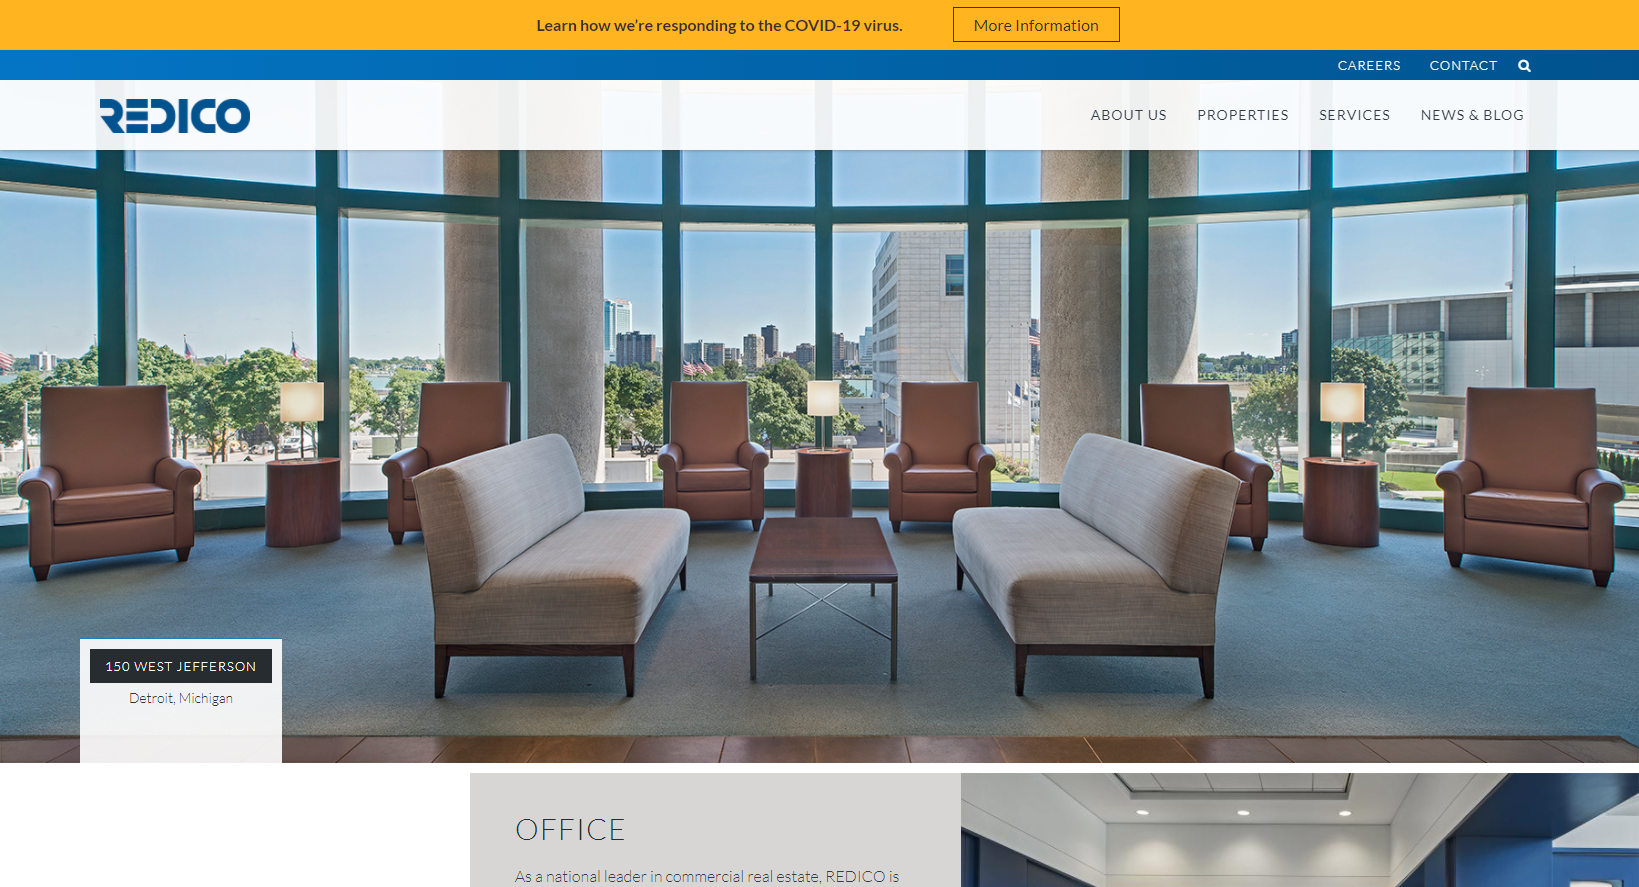 Learn how we're responding to the COVID-19 virus.
More Information
CAREERS
CONTACT
REDICO
ABOUT US
PROPERTIES
SERVICES
NEWS & BLOG
150 WEST JEFFERSON
Detroit, Michigan
OFFICE
As a national leader in commercial real estate, REDICO is